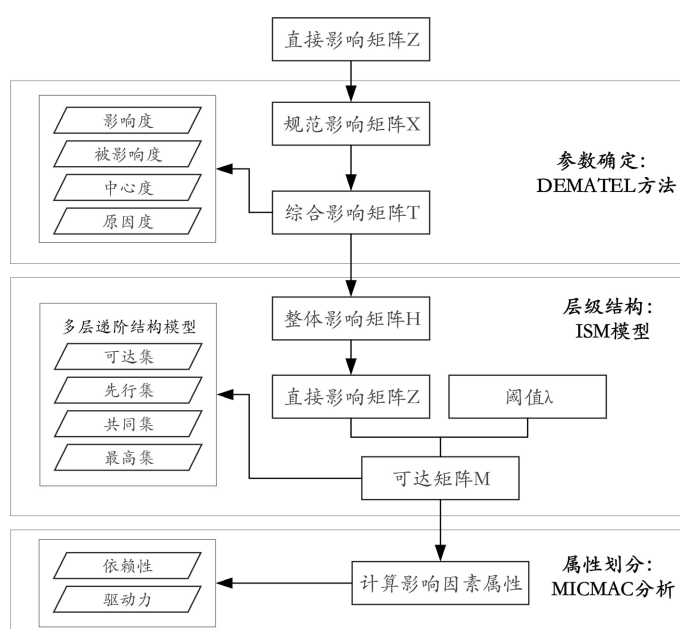 直接影响矩阵Z
影响度
被影响度
中心度
原因度
规范影响矩阵X
综合影响矩阵T
参数确定：
DEMATEL方法
多层递阶结构模型
可达集
先行集
共同集
最高集
整体影响矩阵H
直接影响矩阵Z
阈值λ
可达矩阵M
层级结构：
ISM模型
依赖性
驱动力
计算影响因素属性
属性划分：
MICMAC分析